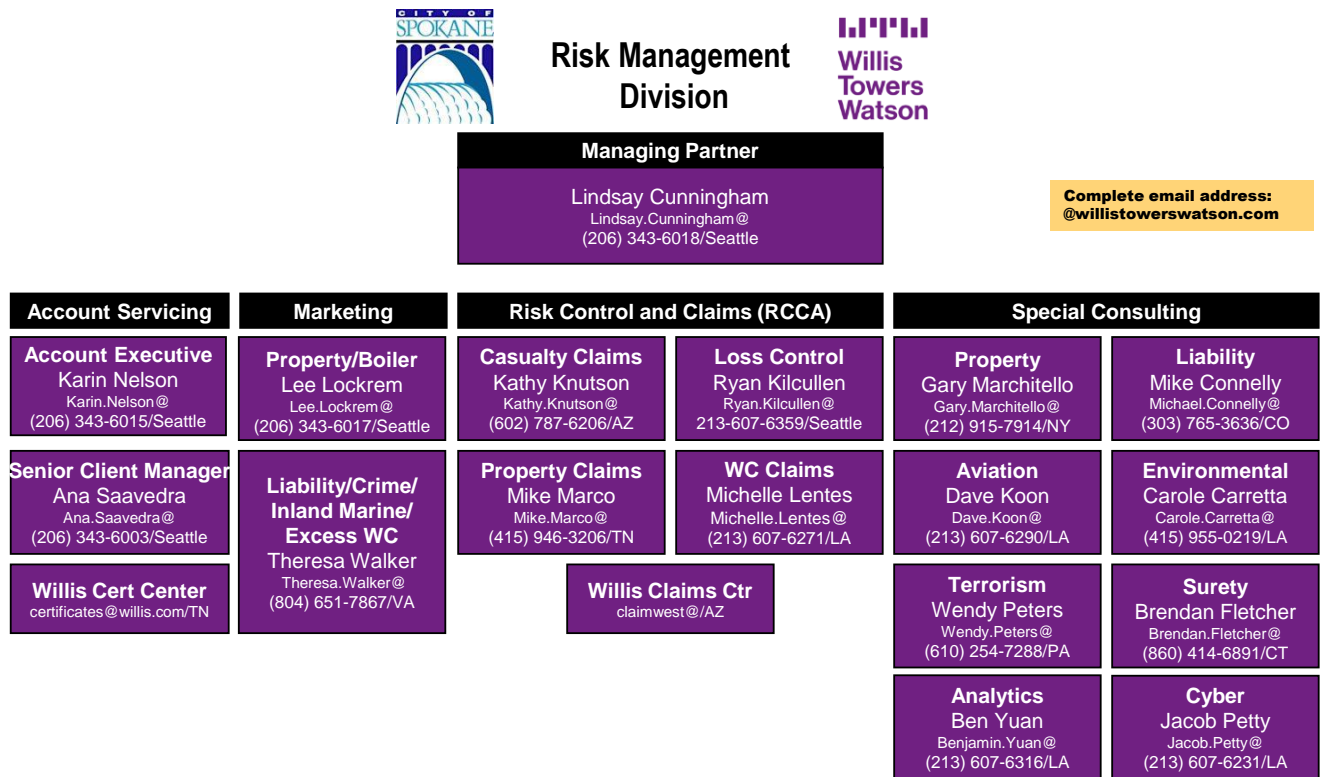 CITY OF
SPOKANE
Risk Management
Division
Willis
Towers
Watson
Managing Partner
Lindsay Cunningham
Lindsay.Cunningham@
(206) 343-6018/Seattle
Complete email address:
@willistowerswatson.com
Account Servicing
Account Executive
Karin Nelson
Karin.Nelson@
(206) 343-6015/Seattle
Senior Client Manager
Ana Saavedra
Ana.Saavedra@
(206) 343-6003/Seattle
Willis Cert Center
certificates@willis.com/TN
Marketing
Property/Boiler
Lee Lockrem
Lee.Lockrem@
(206) 343-6017/Seattle
Liability/Crime/
Inland Marine/
Excess WC
Theresa Walker
Theresa.Walker@
(804) 651-7867/VA
Risk Control and Claims (RCCA)
Casualty Claims
Kathy Knutson
Kathy.Knutson@
(602) 787-6206/AZ
Loss Control
Ryan Kilcullen
Ryan.Kilcullen@
213-607-6359/Seattle
Property Claims
Mike Marco
Mike.Marco@
(415) 946-3206/TN
WC Claims
Michelle Lentes
Michelle.Lentes@
(213) 607-6271/LA
Willis Claims Ctr
claimwest@/AZ
Special Consulting
Property
Gary Marchitello
Gary.Marchitello@
(212) 915-7914/NY
Liability
Mike Connelly
Michael.Connelly@
(303) 765-3636/CO
Aviation
Dave Koon
Dave.Koon@
(213) 607-6290/LA
Environmental
Carole Carretta
Carole.Carretta@
(415) 955-0219/LA
Terrorism
Wendy Peters
Wendy.Peters@
(610) 254-7288/PA
Surety
Brendan Fletcher
Brendan.Fletcher@
(860) 414-6891/CT
Analytics
Ben Yuan
Benjamin.Yuan@
(213) 607-6316/LA
Cyber
Jacob Petty
Jacob.Petty@
(213) 607-6231/LA